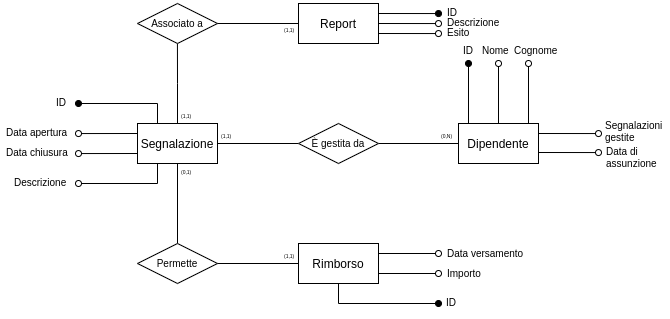 Associato a
Report
(1,1)
ID
Descrizione
Esito
ID Nome Cognome
ID
(1,1)
Data apertura
Data chiusura
Descrizione
Segnalazione
(1,1)
È gestita da
(0,N)
Dipendente
Segnalazioni
gestite
Data di
assunzione
(0,1)
Permette
(1,1)
Rimborso
Data versamento
Importo
ID